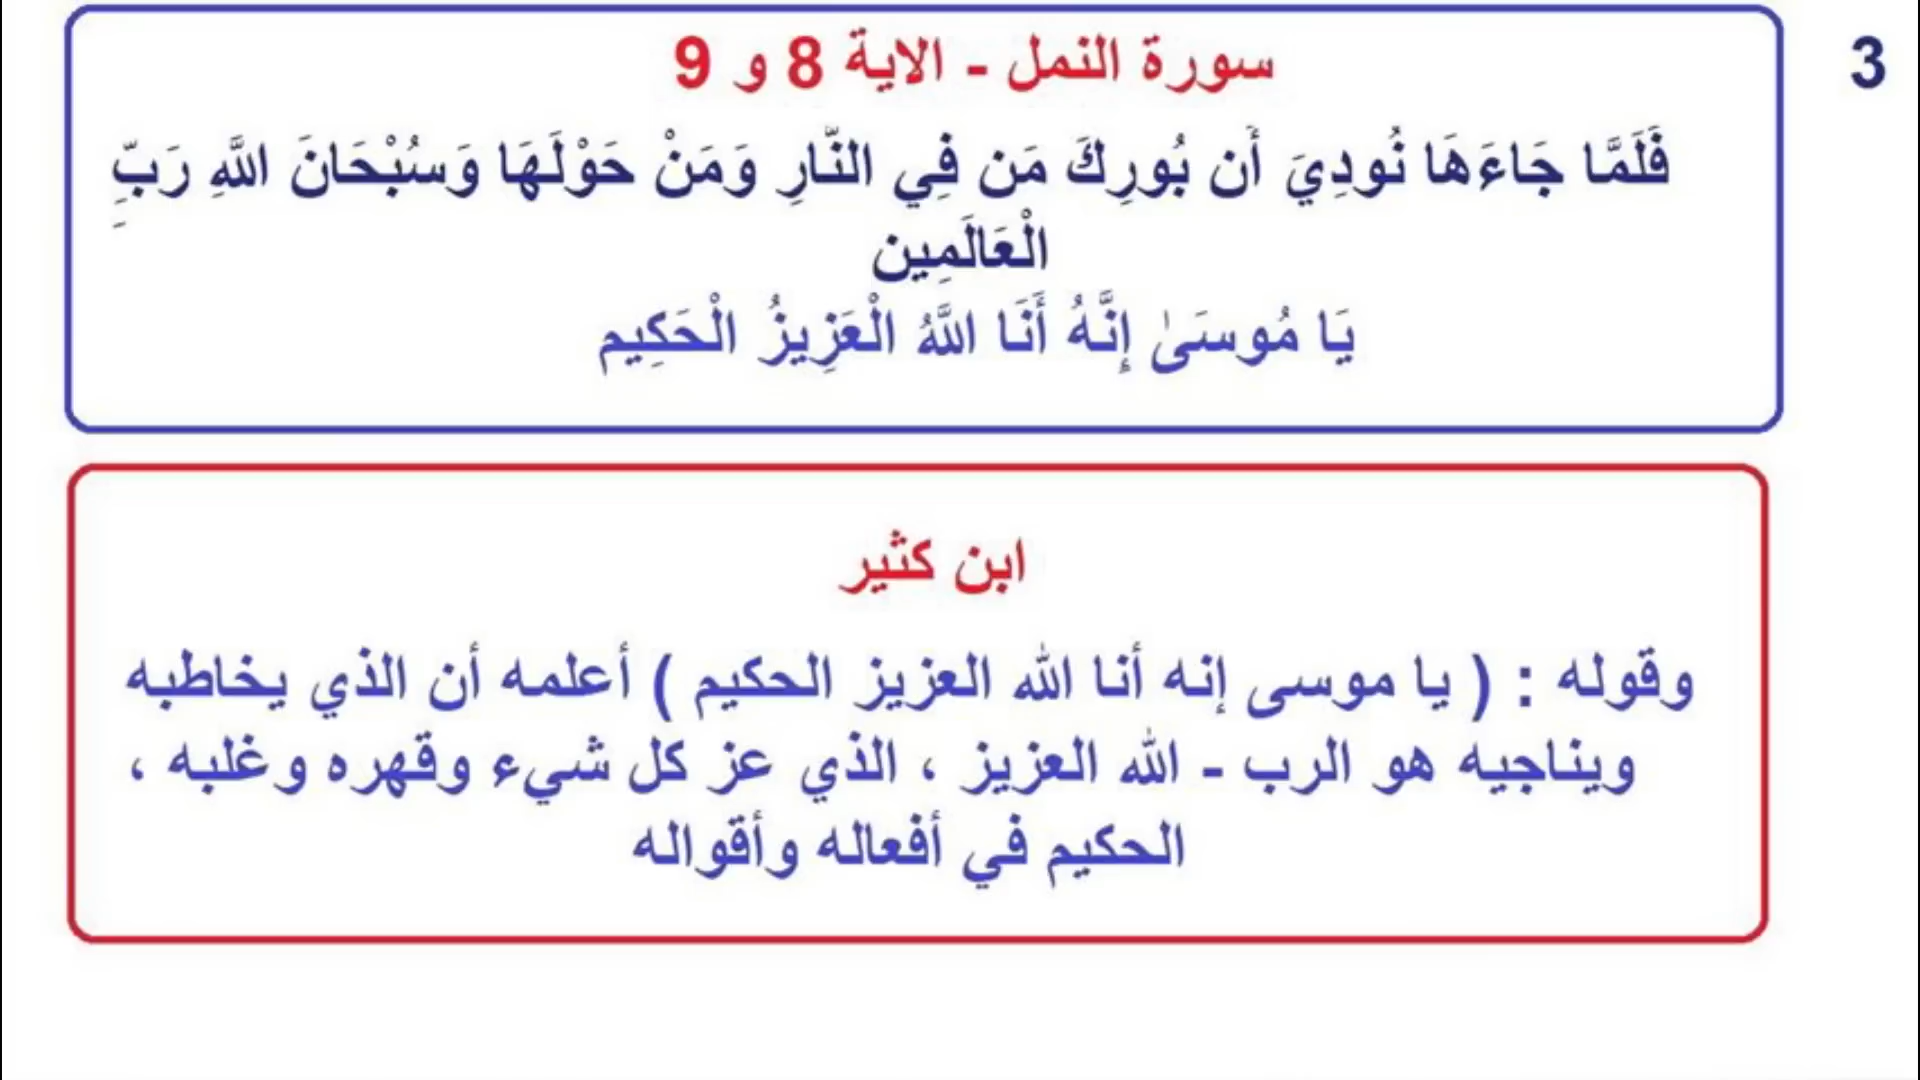 3
سورة النمل - الاية 8 و 9
فَلَمَّا جَاءَهَا نُودِيَ أَن بُورِكَ مَن فِي النَّارِ وَمَنْ حَوْلَهَا وَسُبْحَانَ اللَّهِ رَبِّ
الْعَالَمِين
يَا مُوسَىٰ إِنَّهُ أَنَا اللَّهُ الْعَزِيزُ الْحَكِيم
ابن كثير
وقوله : ( يا موسى إنه أنا الله العزيز الحكيم ) أعلمه أن الذي يخاطبه
ويناجيه هو الرب - الله العزيز ، الذي عز كل شيء وقهره وغلبه ،
الحكيم في أفعاله وأقواله